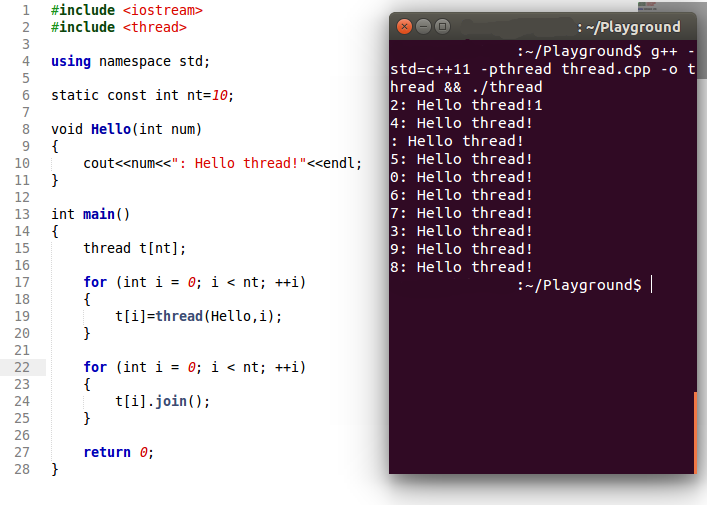 1 #include <iostream>
2 #include <thread>
3
4 using namespace std;
5
6 static const int nt=10;
7
8 void Hello(int num)
9 {
10 cout<<num<<": Hello thread!"<<endl;
11 }
12
13 int main()
14 {
15 thread t[nt];
16
17 for (int i = 0; i < nt; ++i)
18 {
19 t[i]=thread(Hello,i);
20 }
21
22 for (int i = 0; i < nt; ++i)
23 {
24 t[i].join();
25 }
26
27 return 0;
28 }
: ~/Playground
:~/Playground$ g++ -
std=c++11 -pthread thread.cpp -o t
hread && ./thread
2: Hello thread!1
4: Hello thread!
: Hello thread!
5: Hello thread!
0: Hello thread!
6: Hello thread!
7: Hello thread!
3: Hello thread!
9: Hello thread!
8: Hello thread!
:~/Playground$